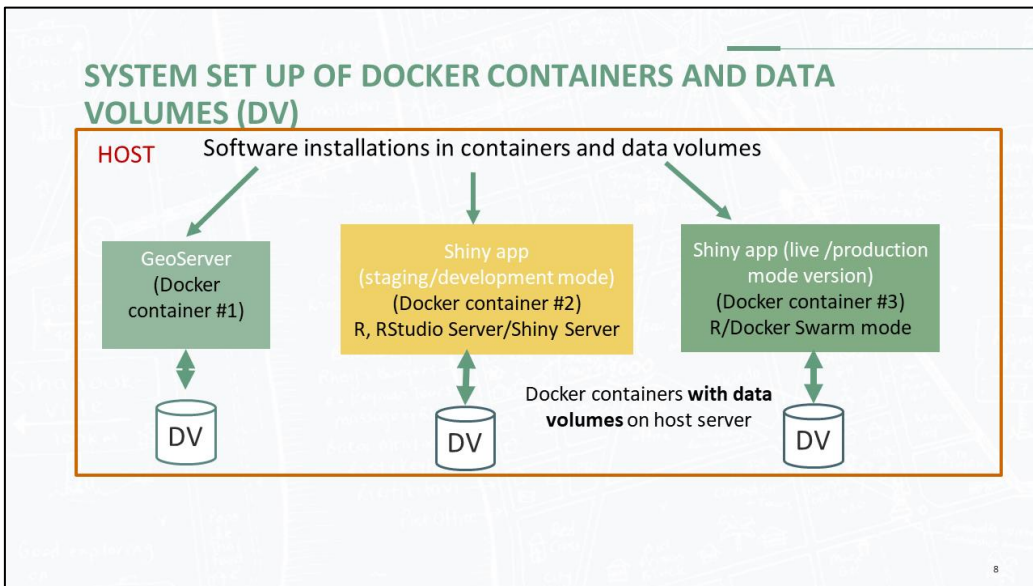 SYSTEM SET UP OF DOCKER CONTAINERS AND DATA
VOLUMES (DV)
HOST
Software installations in containers and data volumes
GeoServer
(Docker
container #1)
Shiny app
(staging/development mode)
(Docker container #2)
R, RStudio Server/Shiny Server
Shiny app (live /production
mode version)
(Docker container #3)
R/Docker Swarm mode
Docker containers with data
volumes on host server
DV
DV
DV
8